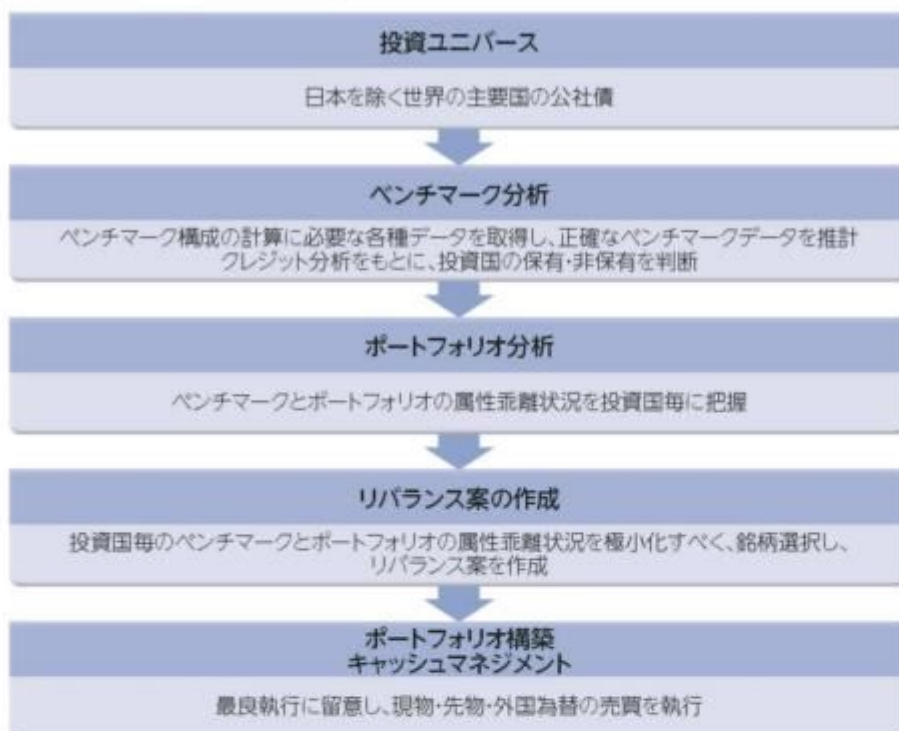 投資ユニバース
日本を除く世界の主要国の公社債
ベンチマーク分析
ベンチマーク構成の計算に必要な各種データを取得し、正確なベンチマークデータを推計
クレジット分析をもとに、投資国の保有・非保有を判断
ポートフォリオ分析
ベンチマークとポートフォリオの属性乖離状況を投資国毎に把握
リバランス案の作成
投資国毎のベンチマークとポートフォリオの属性乖離状況を極小化すべく、銘柄選択し、
リバランス案を作成
ポートフォリオ構築
キャッシュマネジメント
最良執行に留意し、現物・先物・外国為替の売買を執行